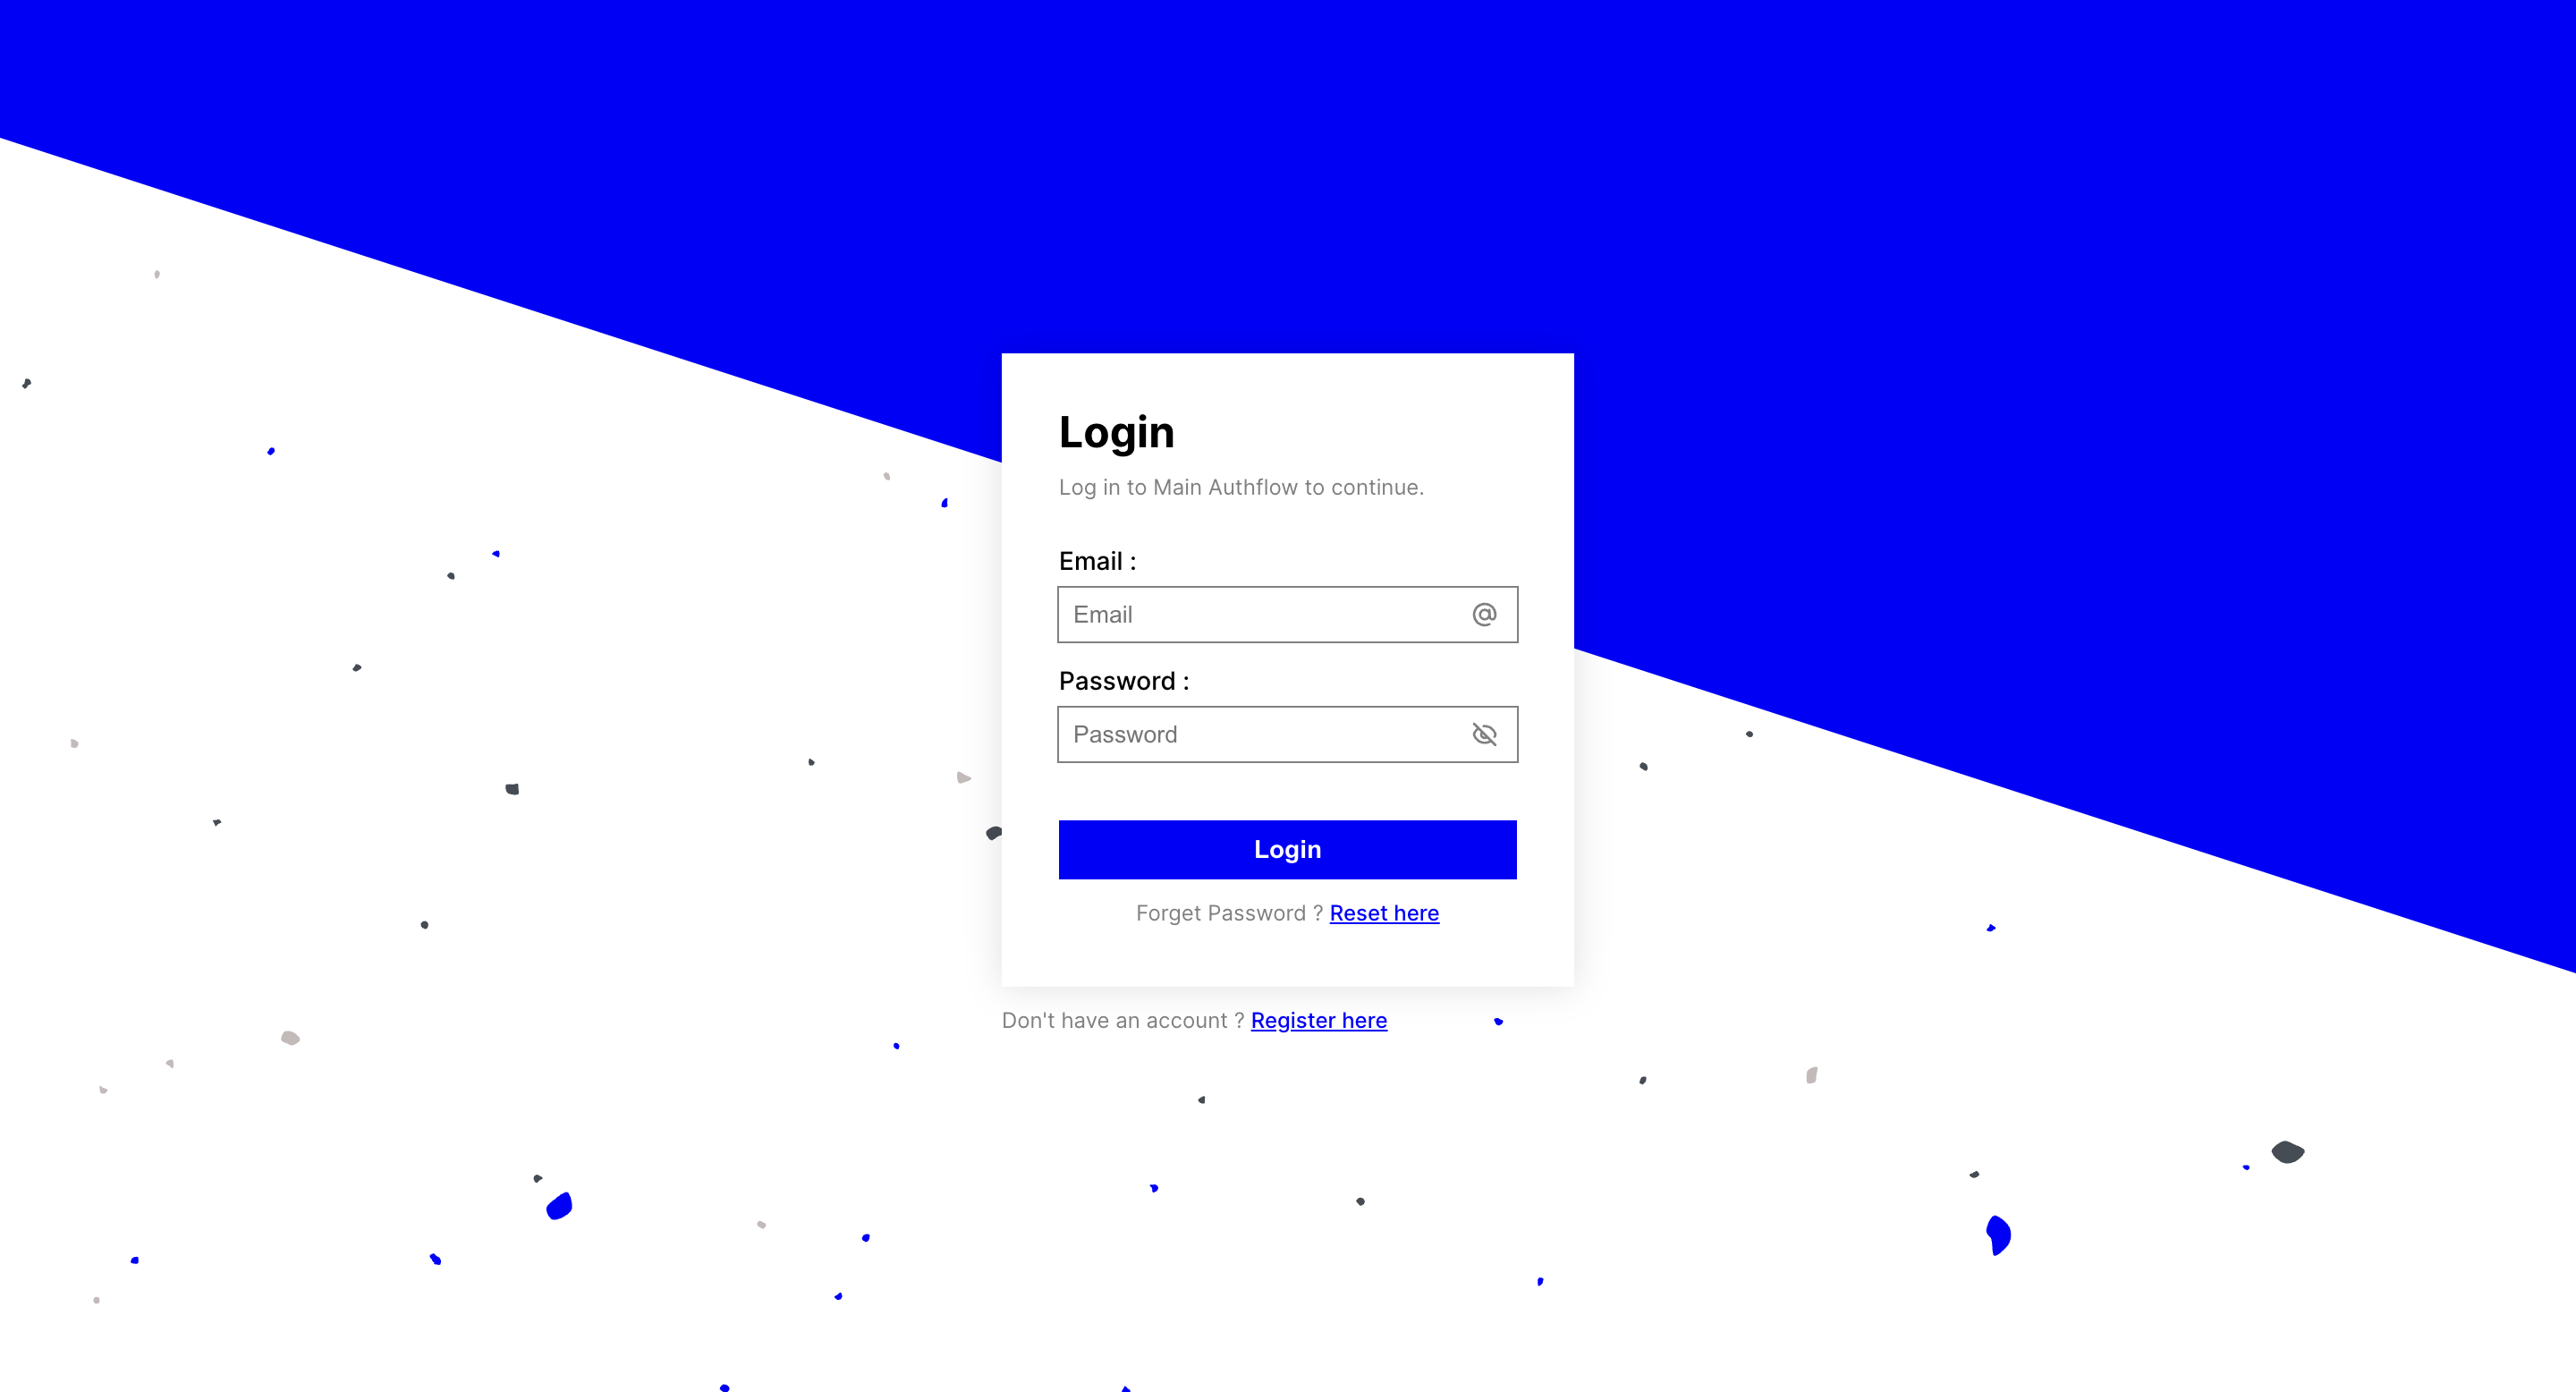 Login
Log in to Main Authflow to continue.
Email :
Email
Password :
Password
Login
Forget Password ? Reset here
Don't have an account ? Register here